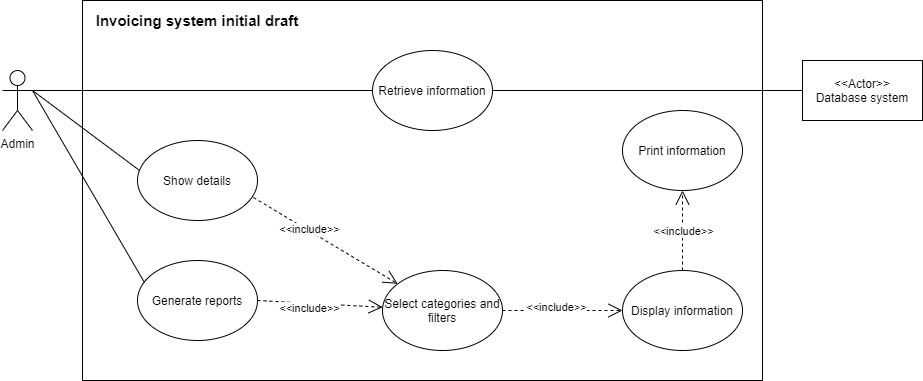 Invoicing system initial draft
Admin
Retrieve information
<<Actor>>
Database system
Print information
Show details
<<include>>
<<include>>
Generate reports
<<include>>
Select categories and
filters
<<include>>
Display information